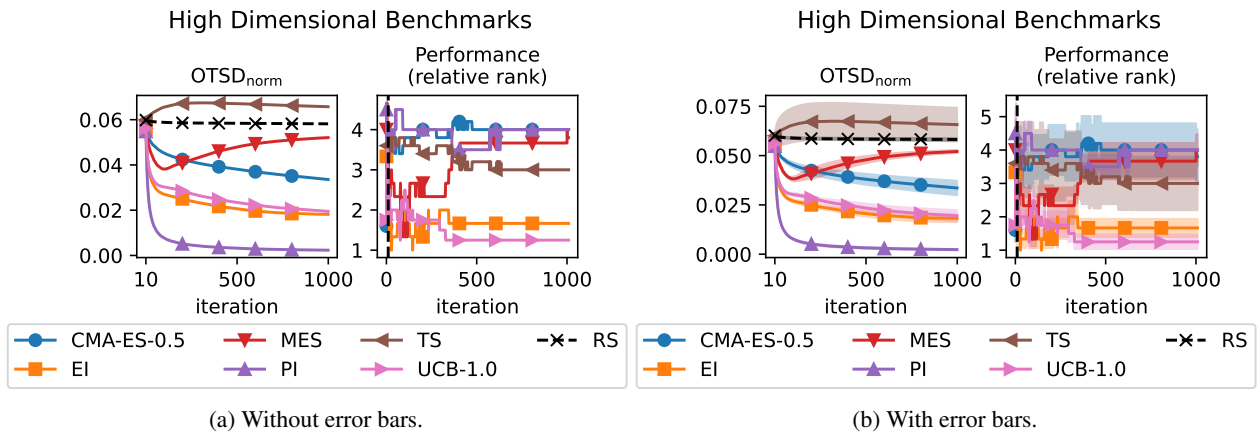 High Dimensional Benchmarks
OTSDnorm
Performance
(relative rank)
0.06
0.04
0.02
0.00
10
500
1000
iteration
4
3
2
1
0
500
1000
iteration
CMA-ES-0.5
MES
TS
RS
EI
PI
UCB-1.0
(a) Without error bars.
High Dimensional Benchmarks
OTSDnorm
Performance
(relative rank)
0.075
0.050
0.025
0.000
10
500
1000
iteration
5
4
3
2
1
0
500
1000
iteration
CMA-ES-0.5
MES
TS
RS
EI
PI
UCB-1.0
(b) With error bars.